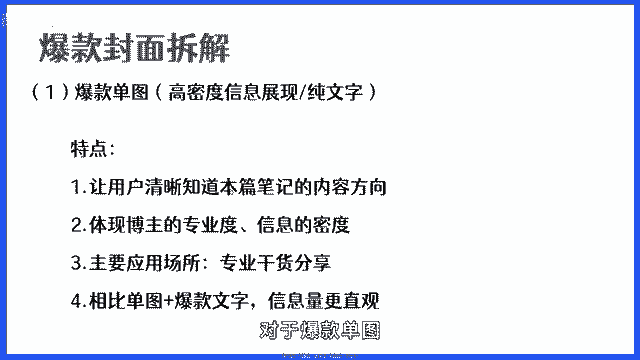 爆款封面拆解
（1）爆款单图（高密度信息展现/纯文字）
特点：
1.让用户清晰知道本篇笔记的内容方向
2.体现博主的专业度、信息的密度
3.主要应用场所：专业干货分享
4.相比单图+爆款文字，信息量更直观
对于爆款单图